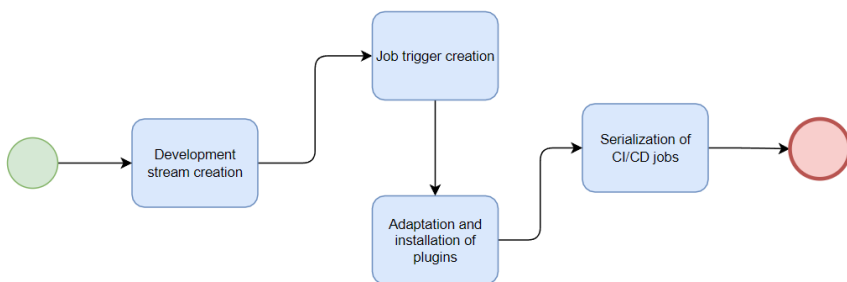 Development
stream creation
Job trigger creation
Adaptation and
installation of
plugins
Serialization of
CI/CD jobs